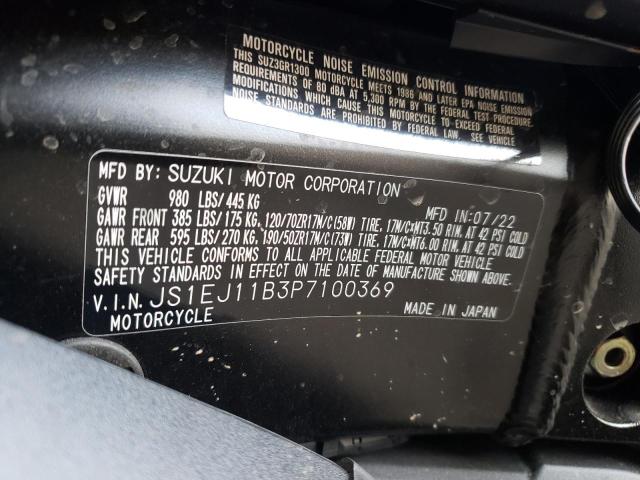 MOTORCYCLE NOISE EMISSION CONTROL INFORMATION
THIS SUZ3GR1300 MOTORCYCLE MEETS 1986 AND LATER EPA NOISE EMISSION
REQUIREMENTS OF 80 dBA AT 5,300 RPM BY THE FEDERAL TEST PROCEDURE.
MODIFICATIONS WHICH CAUSE THIS MOTORCYCLE TO EXCEED FEDERAL
NOISE STANDARDS ARE PROHIBITED BY FEDERAL LAW. SEE VEHICLE
MFD BY: SUZUKI MOTOR CORPORATION
MFD IN:07/22
GVWR 980 LBS/445 KG
GAWR FRONT 385 LBS/175 KG, 120/70ZR17M/C(58W) TIRE, 17M/C×MT3.50 RIM. AT 42 PSI COLD
GAWR REAR 595 LBS/270 KG, 190/50ZR17M/C(73W) TIRE, 17M/C×MT6.00 RIM. AT 42 PSI COLD
THIS VEHICLE CONFORMS TO ALL APPLICABLE FEDERAL MOTOR VEHICLE
SAFETY STANDARDS IN EFFECT ON THE DATE OF MANUFACTURE SHOWN ABOVE.
V.I.N. JS1EJ11B3P7100369
MOTORCYCLE
MADE IN JAPAN